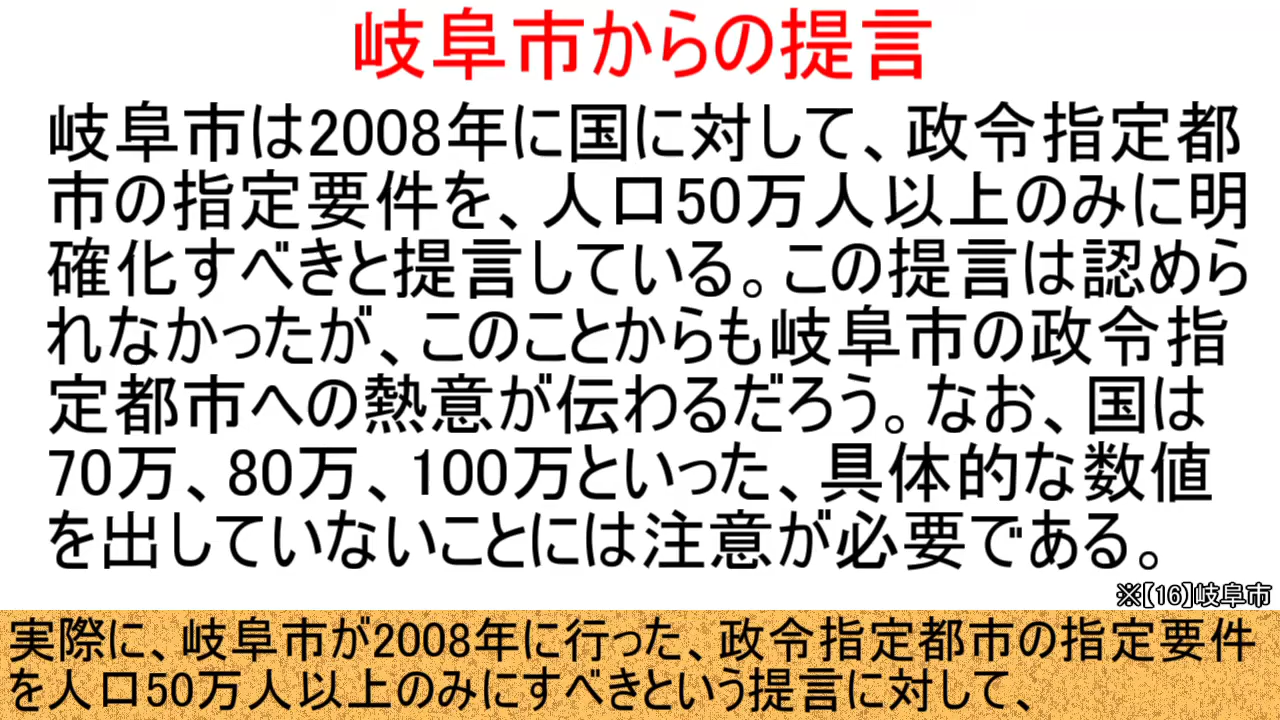 岐阜市からの提言
岐阜市は2008年に国に対して、政令指定都
市の指定要件を、人口50万人以上のみに明
確化すべきと提言している。この提言は認めら
れなかったが、このことからも岐阜市の政令指
定都市への熱意が伝わるだろう。なお、国は
70万、80万、100万といった、具体的な数値
を出していないことには注意が必要である。
※【16】岐阜市
実際に、岐阜市が2008年に行った、政令指定都市の指定要件
を人口50万人以上のみにすべきという提言に対して、